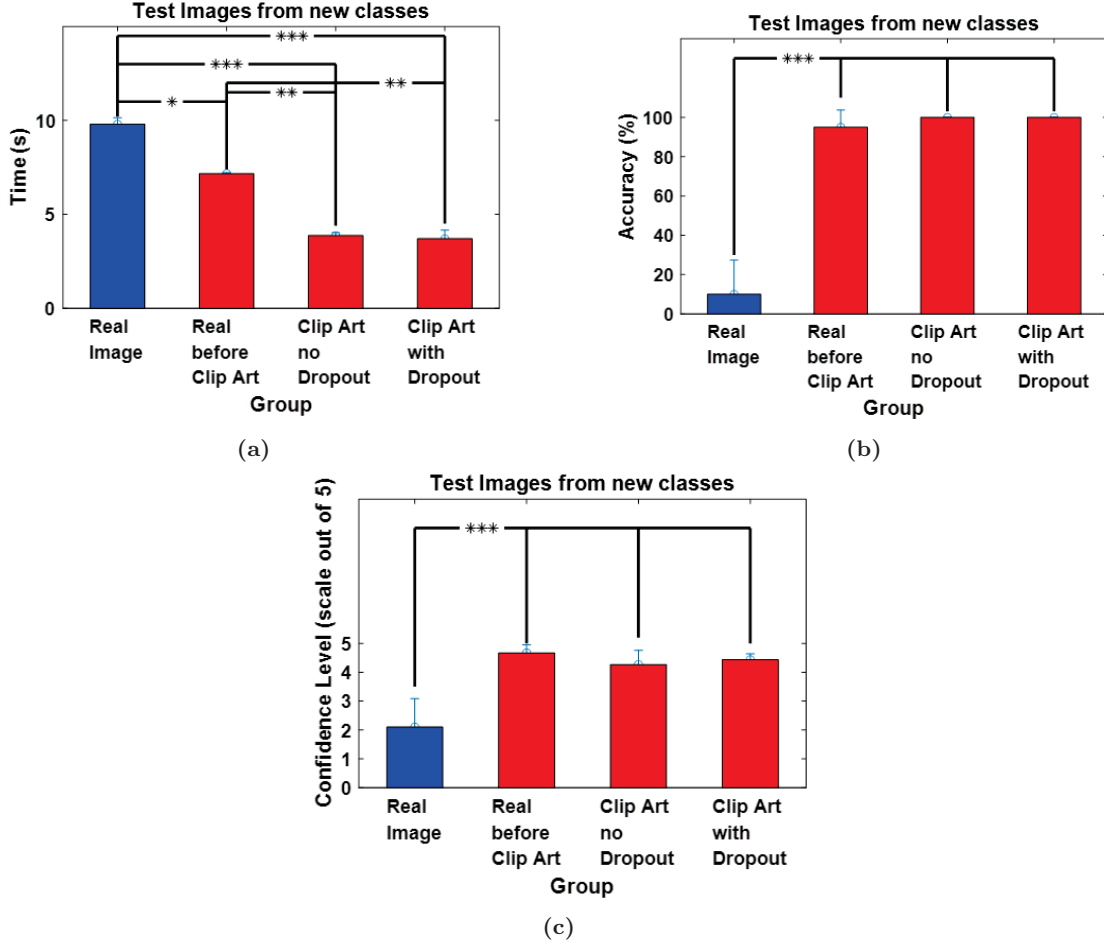 Test Images from new classes
***
***
**
*
**
Time (s)
10
5
0
Real Image
Real before Clip Art
Clip Art no Dropout
Clip Art with Dropout
Group
(a)
Test Images from new classes
***
Accuracy (%)
100
80
60
40
20
0
Real Image
Real before Clip Art
Clip Art no Dropout
Clip Art with Dropout
Group
(b)
Test Images from new classes
***
Confidence Level (scale out of 5)
5
4
3
2
1
0
Real Image
Real before Clip Art
Clip Art no Dropout
Clip Art with Dropout
Group
(c)